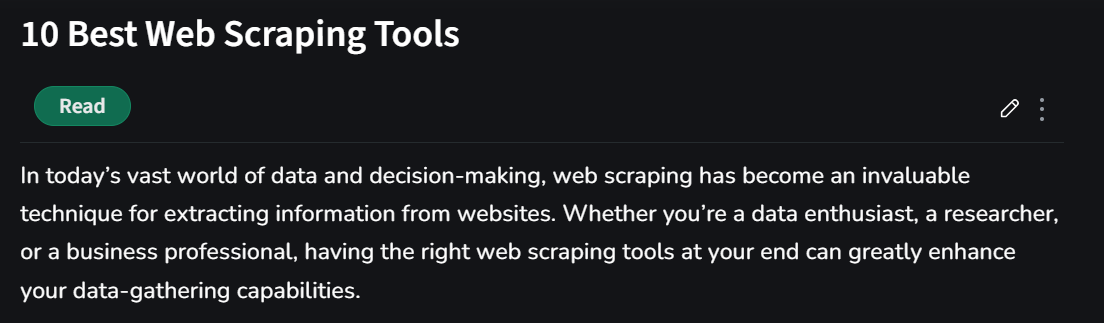 10 Best Web Scraping Tools
Read
In today’s vast world of data and decision-making, web scraping has become an invaluable
technique for extracting information from websites. Whether you’re a data enthusiast, a researcher,
or a business professional, having the right web scraping tools at your end can greatly enhance
your data-gathering capabilities.